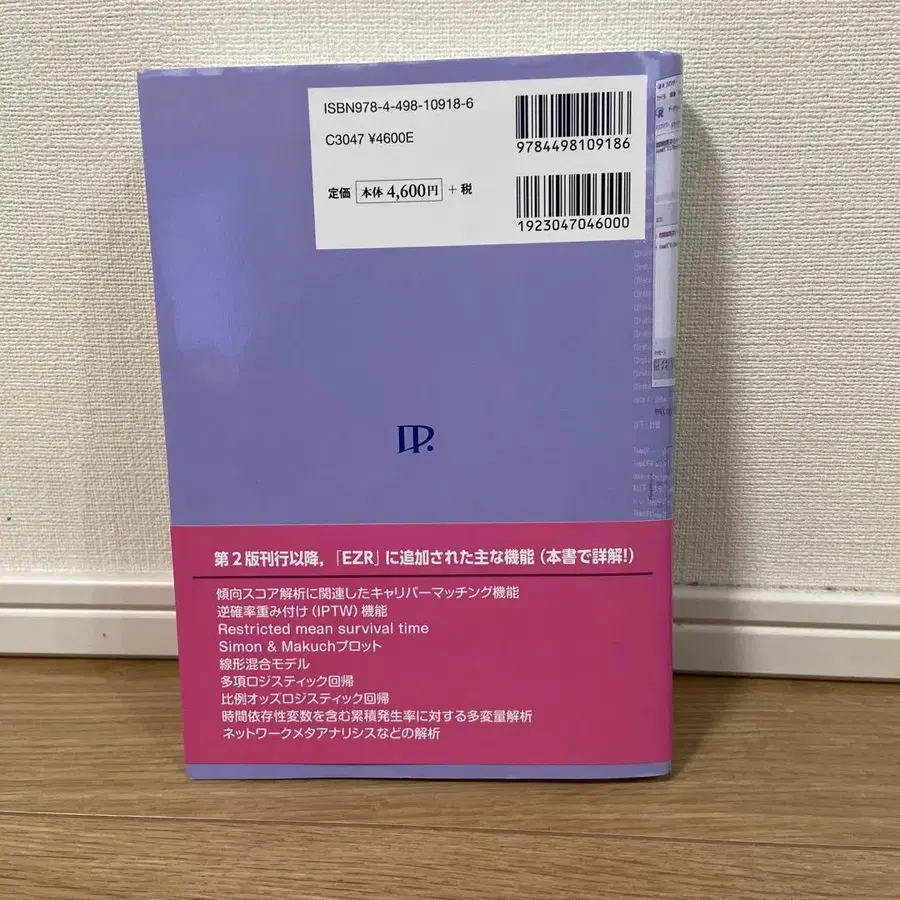 ISBN978-4-498-10918-6
C3047 ¥4600E
定価 本体 4,600円 + 税
9784498109186
1923047046000
第2版刊行以降,「EZR」に追加された主な機能(本書で詳解!)
傾向スコア解析に関連したキャリパーマッチング機能
逆確率重み付け(IPTW)機能
Restricted mean survival time
Simon & Makuchプロット
線形混合モデル
多項ロジスティック回帰
比例オッズロジスティック回帰
時間依存性変数を含む累積発生率に対する多変量解析
ネットワークメタアナリシスなどの解析